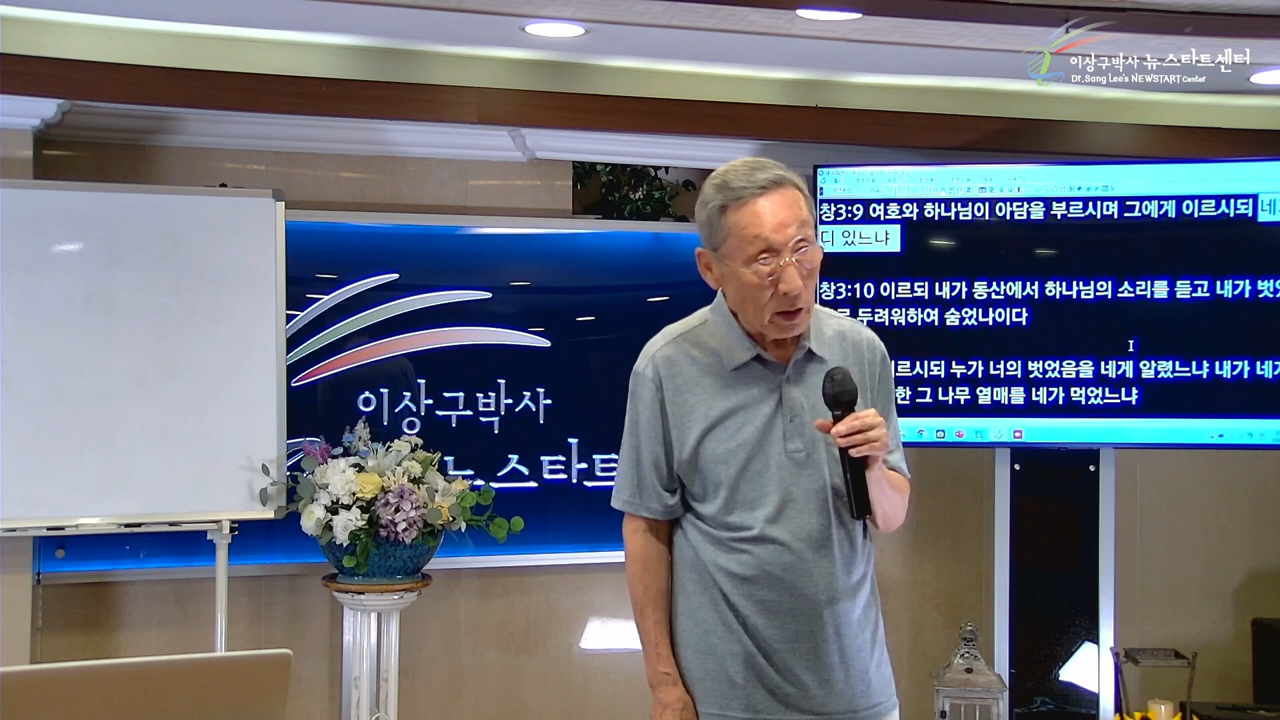 이상구박사 뉴스타트센터
Dr. Sang Lee's NEWSTART Center
창3:9 여호와 하나님이 아담을 부르시며 그에게 이르시되 네
디 있느냐
창3:10 이르되 내가 동산에서 하나님의 소리를 듣고 내가 벗었
두려워하여 숨었나이다
이르시되 누가 너의 벗었음을 네게 알렸느냐 내가 네게
한 그 나무 열매를 네가 먹었느냐
이상구박사
뉴스타트